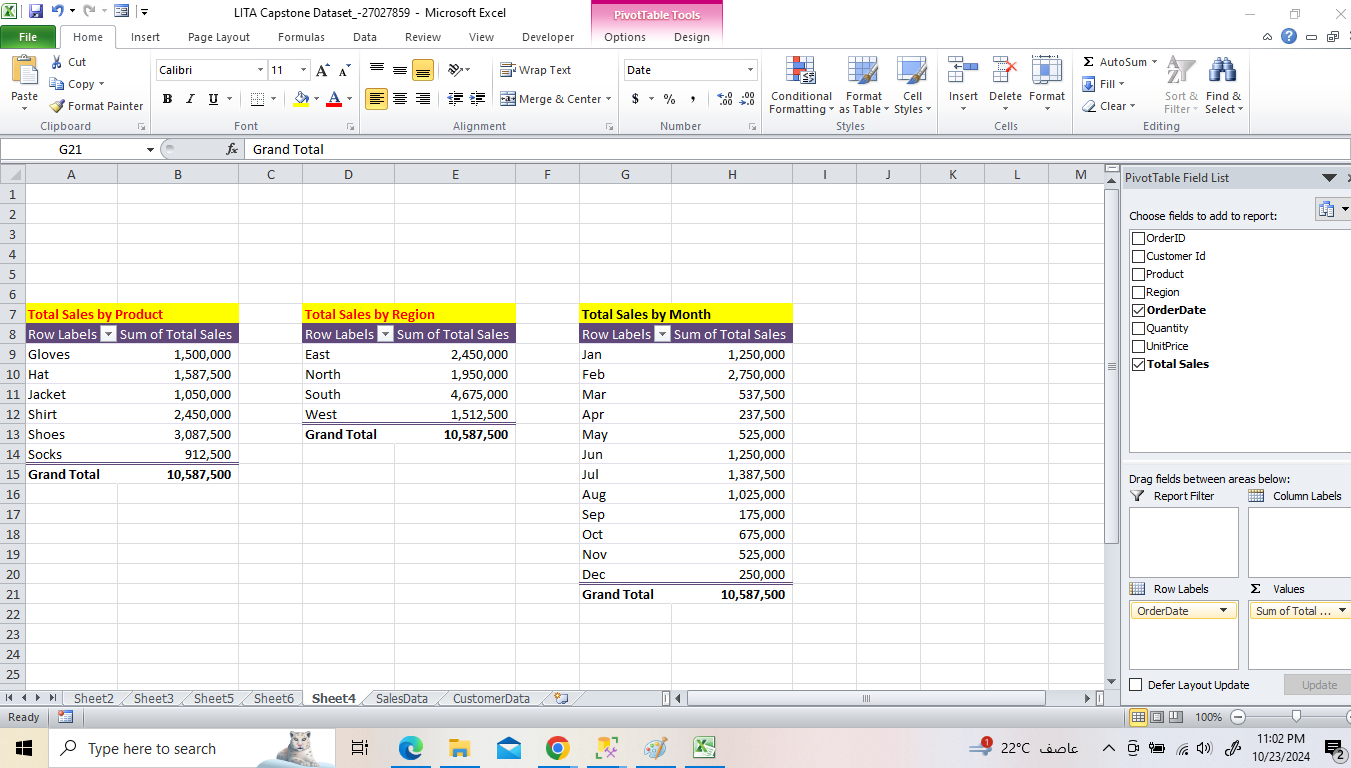 LITA Capstone Dataset_-27027859 - Microsoft Excel
PivotTable Tools
File Home Insert Page Layout Formulas Data Review View Developer Options Design
Paste
Cut
Copy
Format Painter
Clipboard
Calibri 11
B I U
Font
Wrap Text
Merge & Center
Alignment
Date
$ % ,
Number
Conditional Formatting
Format as Table
Cell Styles
Styles
Insert Delete Format
Cells
Σ AutoSum
Fill
Clear
Sort & Filter
Find & Select
Editing
G21 fx Grand Total
A B C D E F G H I J K L M
1
2
3
4
5
6
7 Total Sales by Product Total Sales by Region Total Sales by Month
8 Row Labels Sum of Total Sales Row Labels Sum of Total Sales Row Labels Sum of Total Sales
9 Gloves 1,500,000 East 2,450,000 Jan 1,250,000
10 Hat 1,587,500 North 1,950,000 Feb 2,750,000
11 Jacket 1,050,000 South 4,675,000 Mar 537,500
12 Shirt 2,450,000 West 1,512,500 Apr 237,500
13 Shoes 3,087,500 Grand Total 10,587,500 May 525,000
14 Socks 912,500 Jun 1,250,000
15 Grand Total 10,587,500 Jul 1,387,500
16 Aug 1,025,000
17 Sep 175,000
18 Oct 675,000
19 Nov 525,000
20 Dec 250,000
21 Grand Total 10,587,500
22
23
24
25
PivotTable Field List
Choose fields to add to report:
OrderID
Customer Id
Product
Region
OrderDate
Quantity
UnitPrice
Total Sales
Drag fields between areas below:
Report Filter Column Labels
Row Labels Σ Values
OrderDate Sum of Total ...
Defer Layout Update Update
Sheet2 Sheet3 Sheet5 Sheet6 Sheet4 SalesData CustomerData
Ready 100%
Type here to search
1 22°C عاصف
11:02 PM
10/23/2024
2